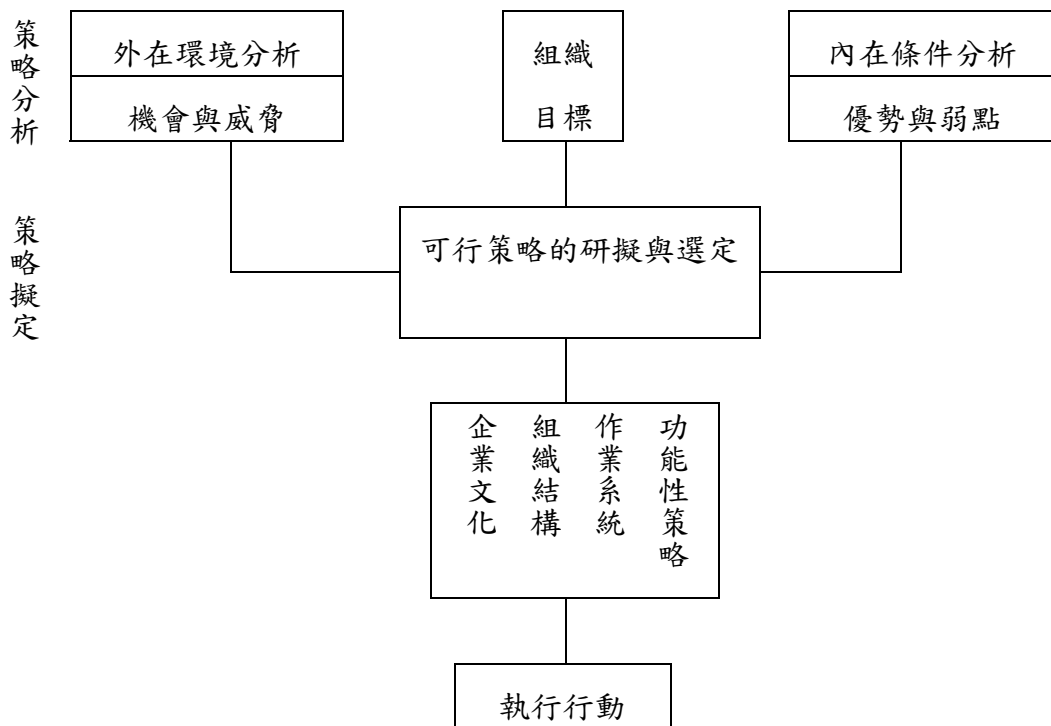 策略分析
外在環境分析
機會與威脅
組織
目標
內在條件分析
優勢與弱點
策略擬定
可行策略的研擬與選定
功能性策略
作業系統
組織結構
企業文化
執行行動